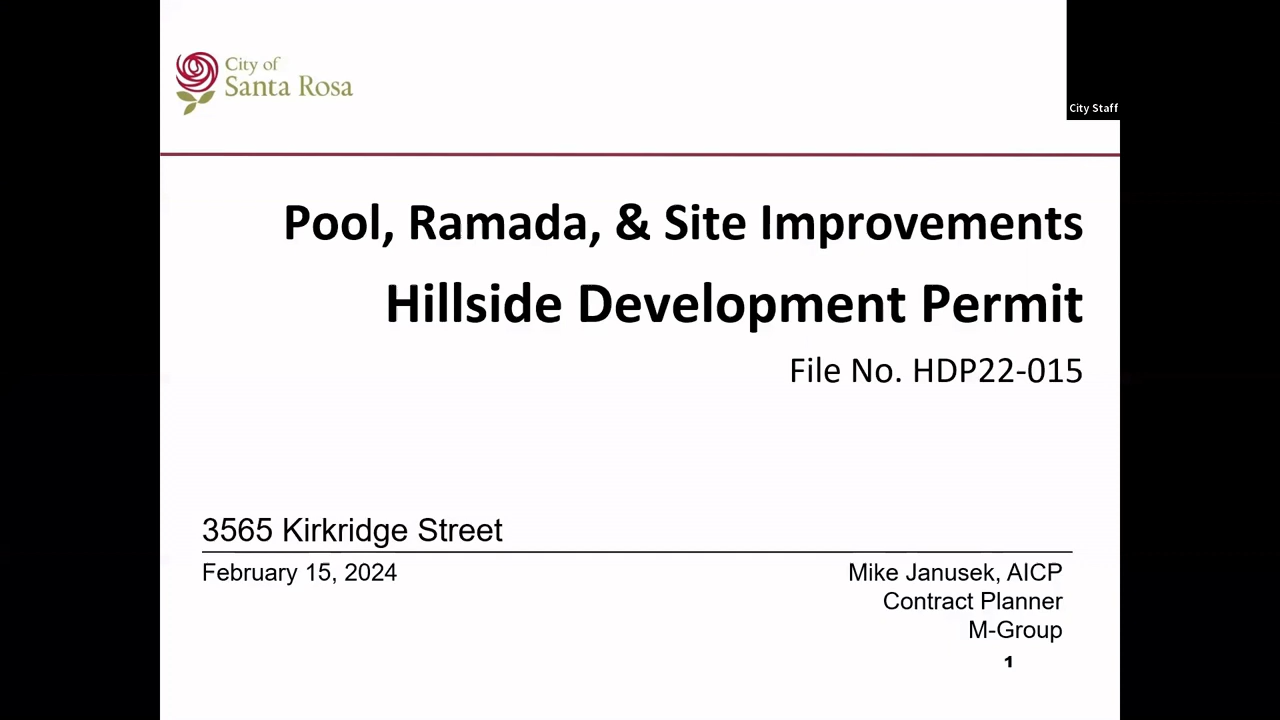 City of
Santa Rosa
City Staff
Pool, Ramada, & Site Improvements
Hillside Development Permit
File No. HDP22-015
3565 Kirkridge Street
February 15, 2024
Mike Janusek, AICP
Contract Planner
M-Group
1